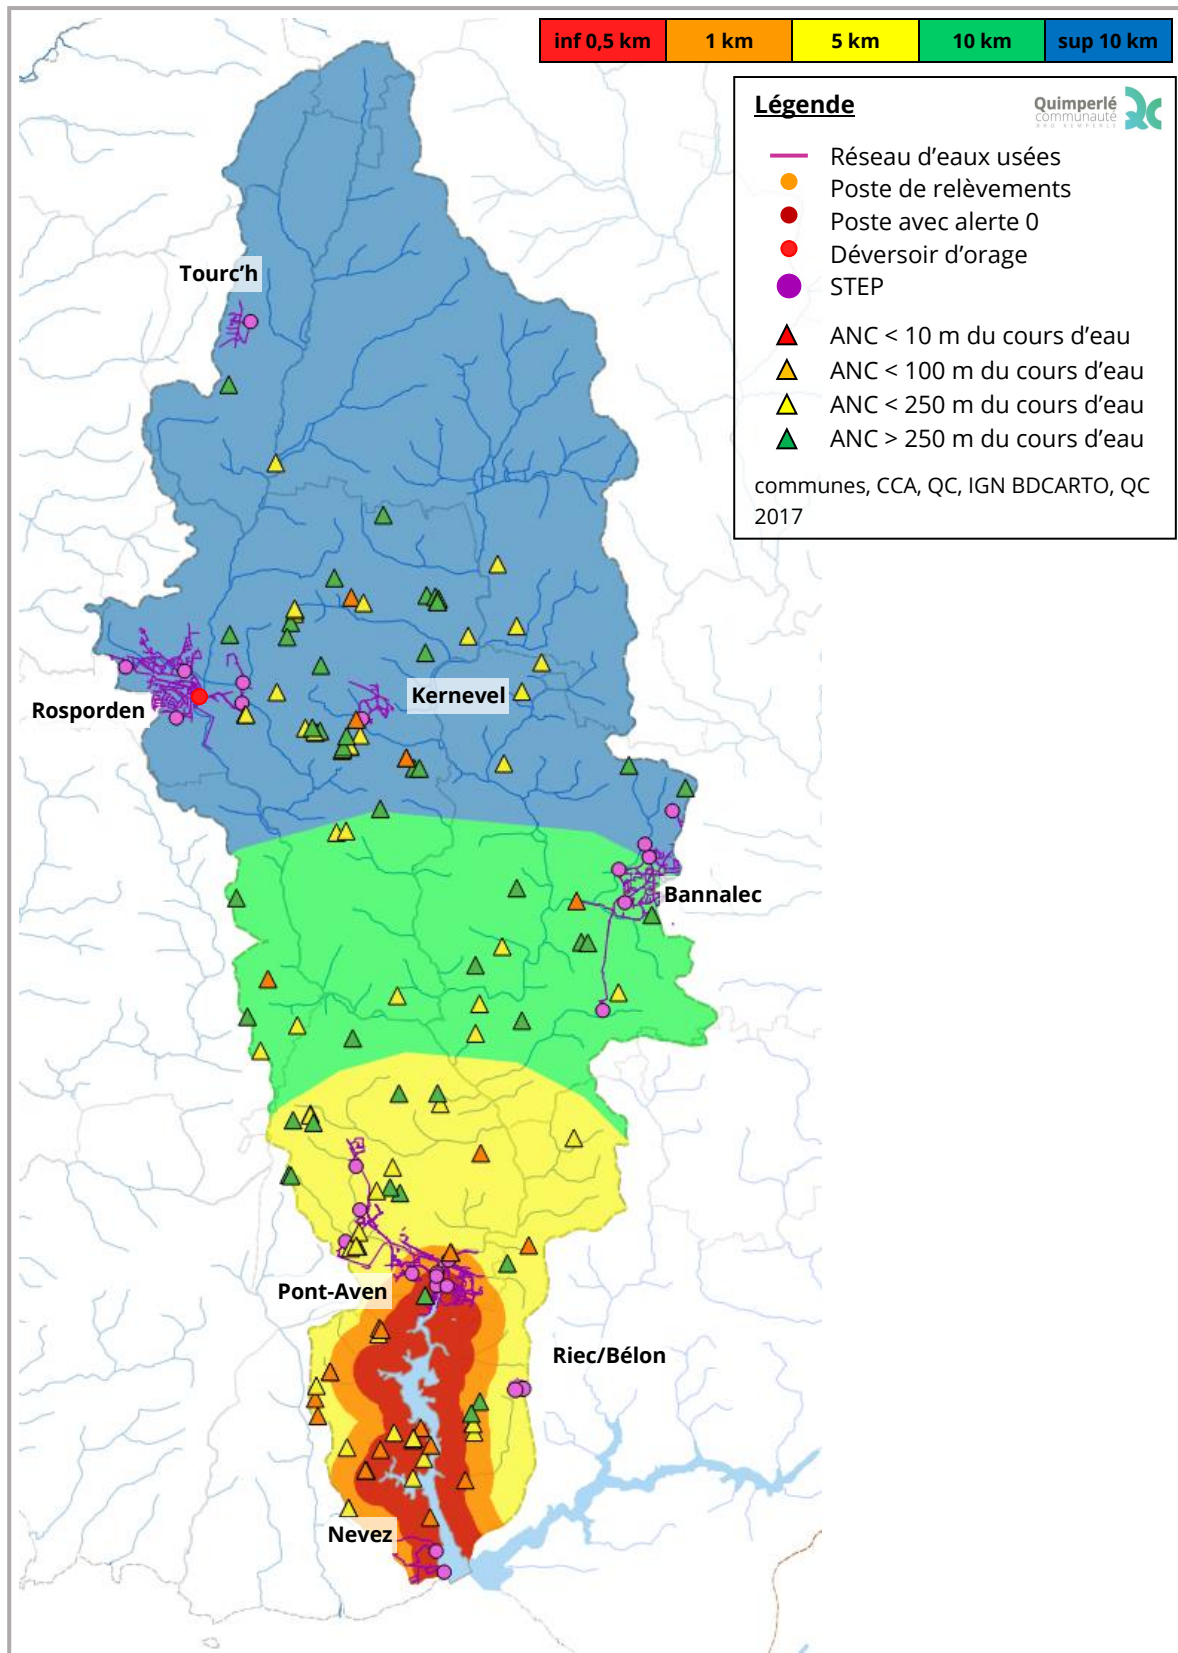 inf 0,5 km 1 km 5 km 10 km sup 10 km
Légende
Quimperlé
communauté
BRO KEMPERLE
Réseau d'eaux usées
Poste de relèvements
Poste avec alerte 0
Déversoir d'orage
STEP
ANC < 10 m du cours d'eau
ANC < 100 m du cours d'eau
ANC < 250 m du cours d'eau
ANC > 250 m du cours d'eau
communes, CCA, QC, IGN BDCARTO, QC
2017
Tourc'h
Kernevel
Rosporden
Bannalec
Pont-Aven
Riec/Bélon
Nevez